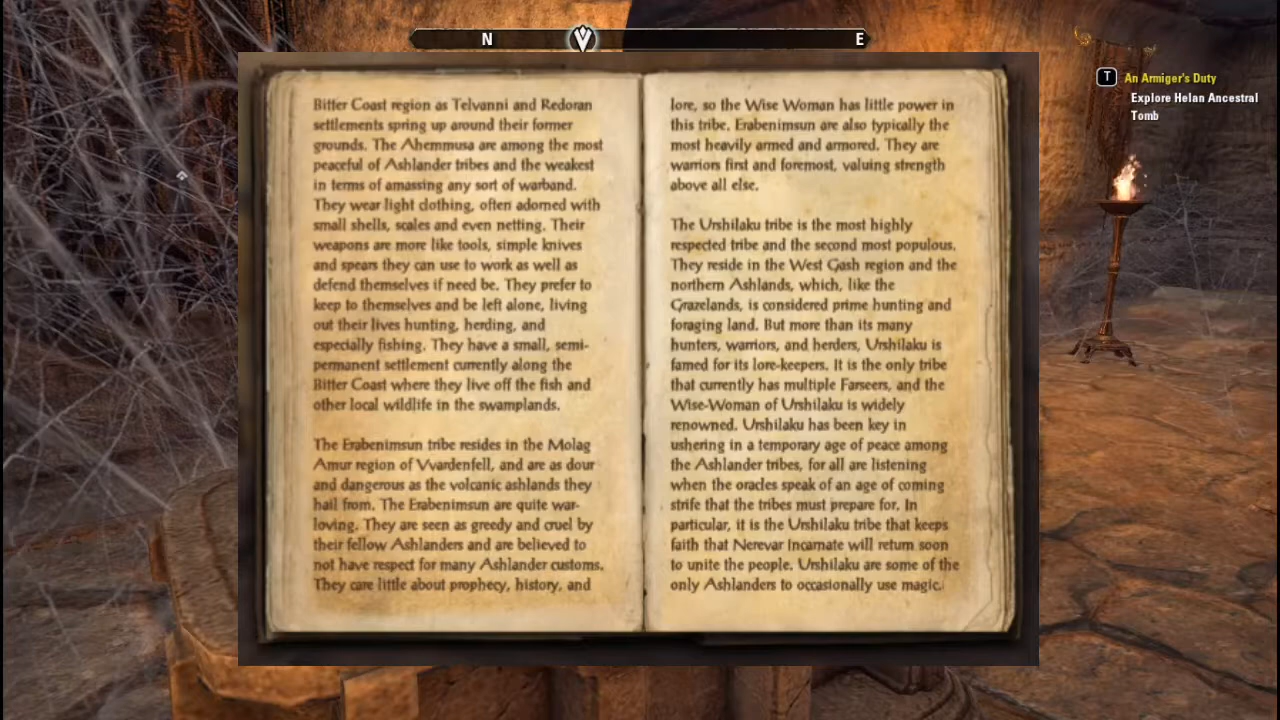 N
E
T
An Armiger's Duty
Explore Helan Ancestral
Tomb
Bitter Coast region as Telvanni and Redoran
settlements spring up around their former
grounds. The Ahemmusa are among the most
peaceful of Ashlander tribes and the weakest
in terms of amassing any sort of warband.
They wear light clothing, often adorned with
small shells, scales and even netting. Their
weapons are more like tools, simple knives
and spears they can use to work as well as
defend themselves if need be. They prefer to
keep to themselves and be left alone, living
out their lives hunting, herding, and
especially fishing. They have a small, semi-
permanent settlement currently along the
Bitter Coast where they live off the fish and
other local wildlife in the swamplands.
The Erabenimsun tribe resides in the Molag
Amur region of Vvardenfell, and are as dour
and dangerous as the volcanic ashlands they
hail from. The Erabenimsun are quite war-
loving. They are seen as greedy and cruel by
their fellow Ashlanders and are believed to
not have respect for many Ashlander customs.
They care little about prophecy, history, and
lore, so the Wise Woman has little power in
this tribe. Erabenimsun are also typically the
most heavily armed and armored. They are
warriors first and foremost, valuing strength
above all else.
The Urshilaku tribe is the most highly
respected tribe and the second most populous.
They reside in the West Gash region and the
northern Ashlands, which, like the
Grazelands, is considered prime hunting and
foraging land. But more than its many
hunters, warriors, and herders, Urshilaku is
famed for its lore-keepers. It is the only tribe
that currently has multiple Farseers, and the
Wise-Woman of Urshilaku is widely
renowned. Urshilaku has been key in
ushering in a temporary age of peace among
the Ashlander tribes, for all are listening
when the oracles speak of an age of coming
strife that the tribes must prepare for. In
particular, it is the Urshilaku tribe that keeps
faith that Nerevar Incarnate will return soon
to unite the people. Urshilaku are some of the
only Ashlanders to occasionally use magic.